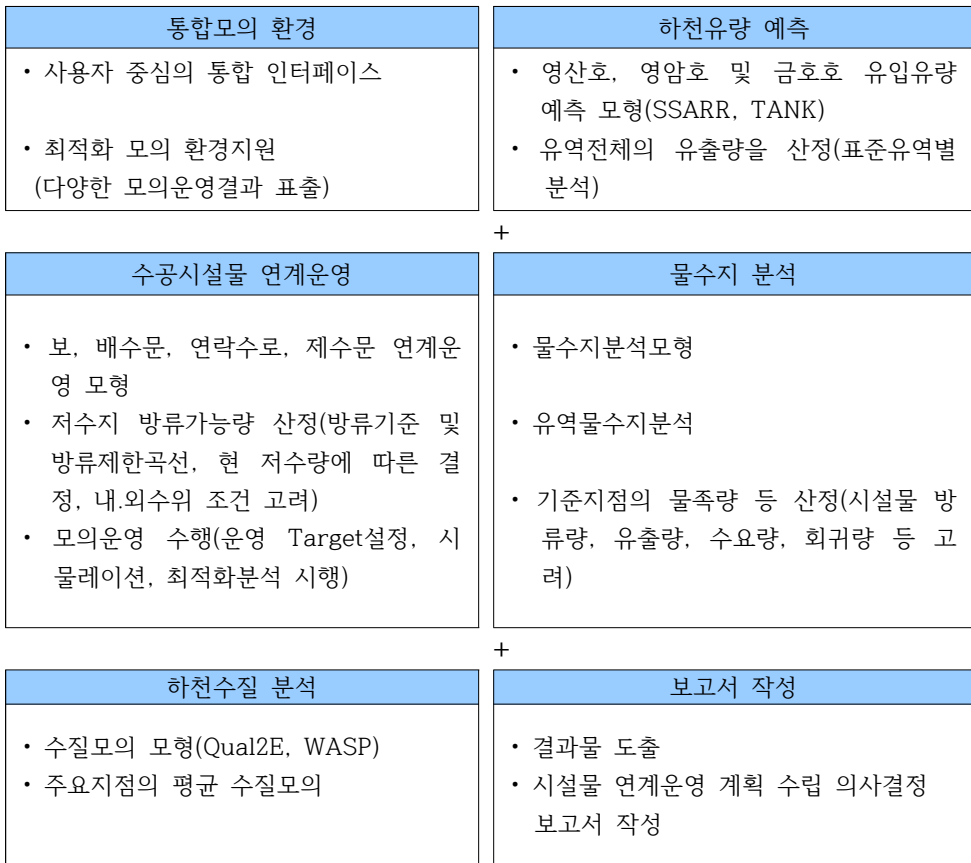 통합모의 환경
• 사용자 중심의 통합 인터페이스
• 최적화 모의 환경지원
(다양한 모의운영결과 표출)
하천유량 예측
• 영산호, 영암호 및 금호호 유입유량
예측 모형(SSARR, TANK)
• 유역전체의 유출량을 산정(표준유역별
분석)
+
수공시설물 연계운영
• 보, 배수문, 연락수로, 제수문 연계운
영 모형
• 저수지 방류가능량 산정(방류기준 및
방류제한곡선, 현 저수량에 따른 결
정, 내.외수위 조건 고려)
• 모의운영 수행(운영 Target설정, 시
물레이션, 최적화분석 시행)
물수지 분석
• 물수지분석모형
• 유역물수지분석
• 기준지점의 물족량 등 산정(시설물 방
류량, 유출량, 수요량, 회귀량 등 고
려)
+
하천수질 분석
• 수질모의 모형(Qual2E, WASP)
• 주요지점의 평균 수질모의
보고서 작성
• 결과물 도출
• 시설물 연계운영 계획 수립 의사결정
보고서 작성